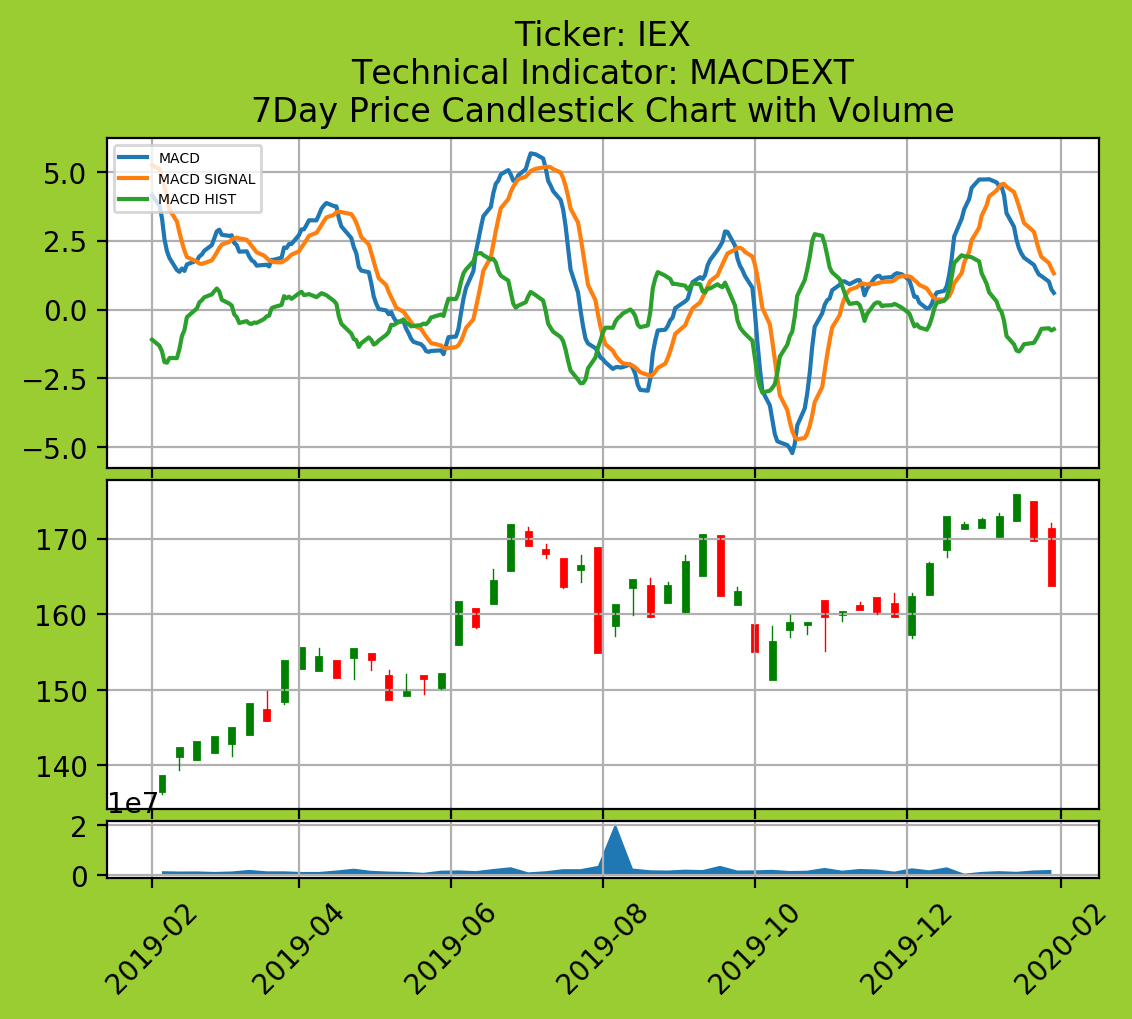 Ticker: IEX
Technical Indicator: MACDEXT
7Day Price Candlestick Chart with Volume
MACD
MACD SIGNAL
MACD HIST
5.0
2.5
0.0
−2.5
−5.0
170
160
150
140
1e7
2
0
2019-02
2019-04
2019-06
2019-08
2019-10
2019-12
2020-02